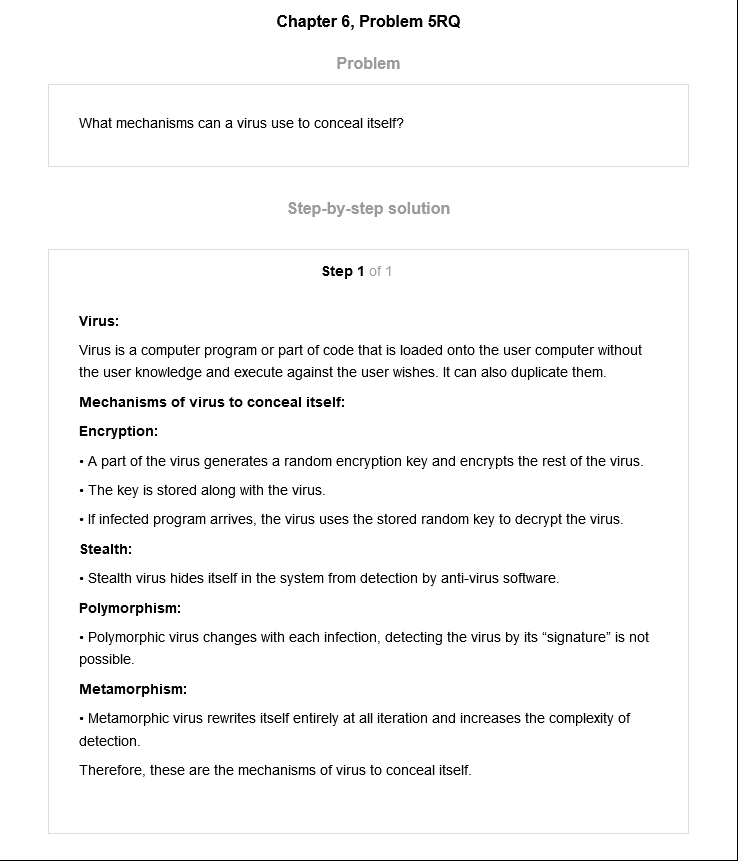 Chapter 6, Problem 5RQ
Problem
What mechanisms can a virus use to conceal itself?
Step-by-step solution
Step 1 of 1
Virus:
Virus is a computer program or part of code that is loaded onto the user computer without
the user knowledge and execute against the user wishes. It can also duplicate them.
Mechanisms of virus to conceal itself:
Encryption:
• A part of the virus generates a random encryption key and encrypts the rest of the virus.
• The key is stored along with the virus.
• If infected program arrives, the virus uses the stored random key to decrypt the virus.
Stealth:
• Stealth virus hides itself in the system from detection by anti-virus software.
Polymorphism:
• Polymorphic virus changes with each infection, detecting the virus by its “signature” is not
possible.
Metamorphism:
• Metamorphic virus rewrites itself entirely at all iteration and increases the complexity of
detection.
Therefore, these are the mechanisms of virus to conceal itself.